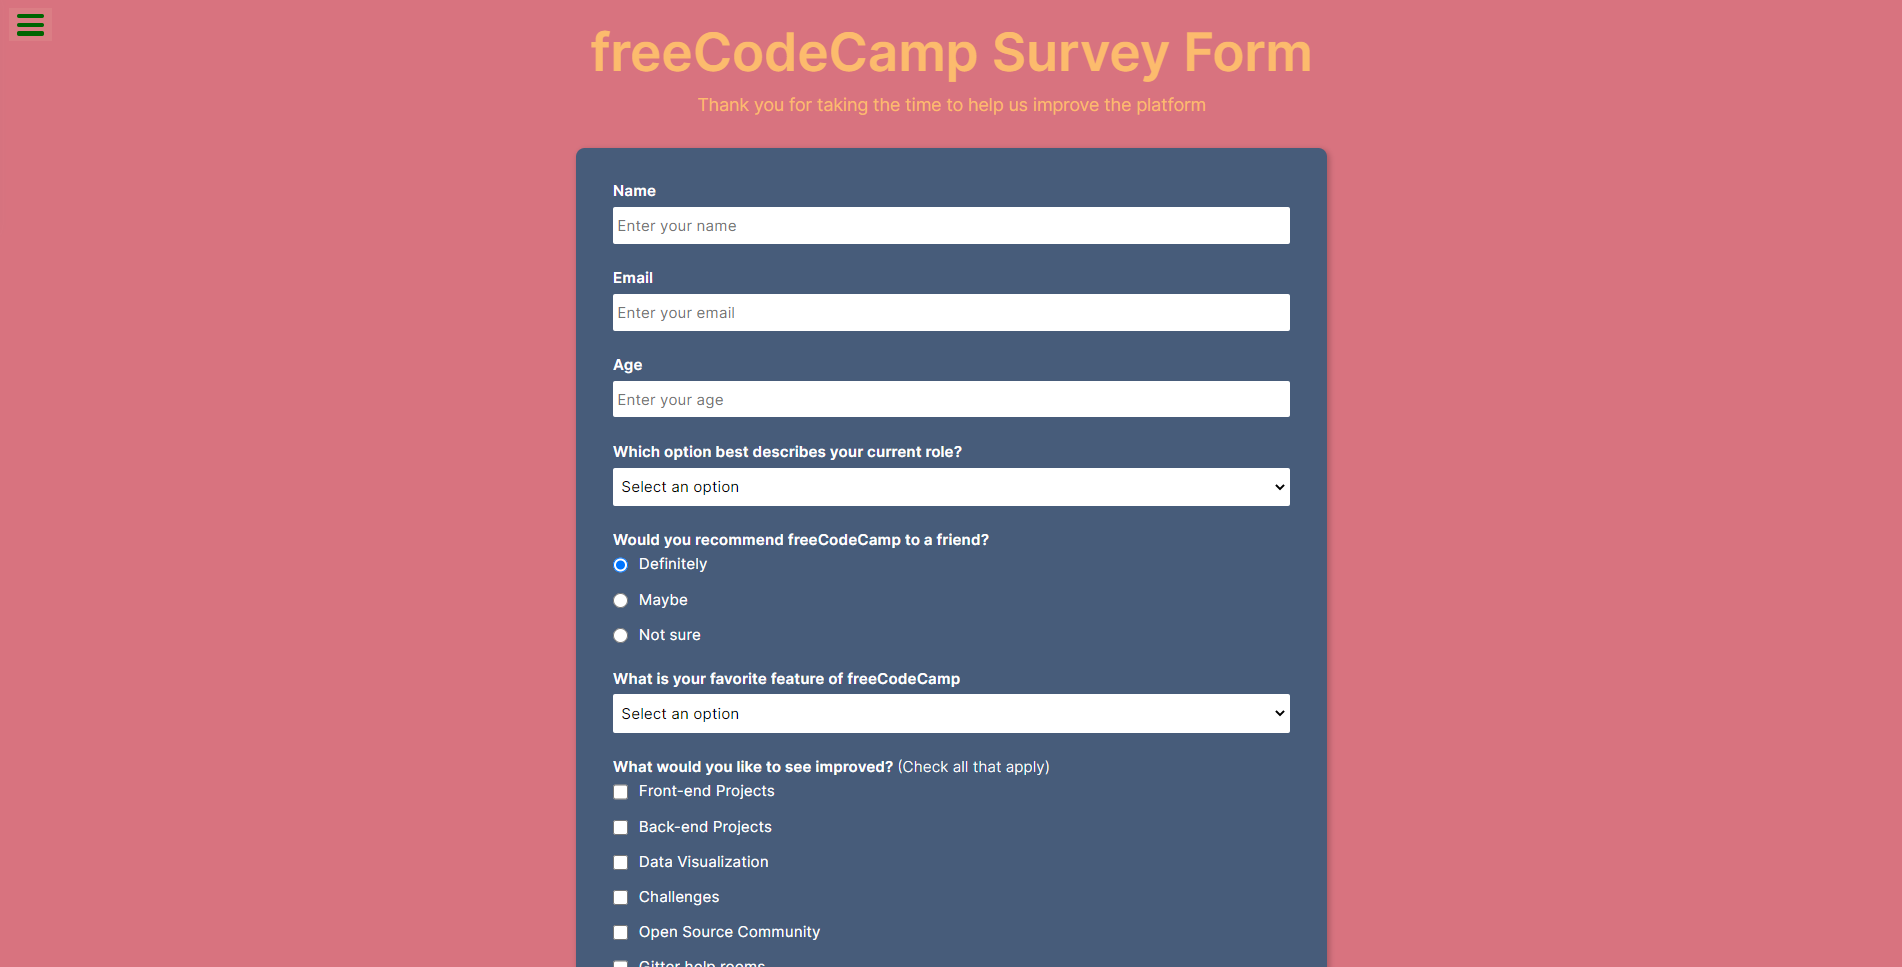 freeCodeCamp Survey Form
Thank you for taking the time to help us improve the platform
Name
Enter your name
Email
Enter your email
Age
Enter your age
Which option best describes your current role?
Select an option
Would you recommend freeCodeCamp to a friend?
Definitely
Maybe
Not sure
What is your favorite feature of freeCodeCamp
Select an option
What would you like to see improved? (Check all that apply)
Front-end Projects
Back-end Projects
Data Visualization
Challenges
Open Source Community
Gitter help rooms